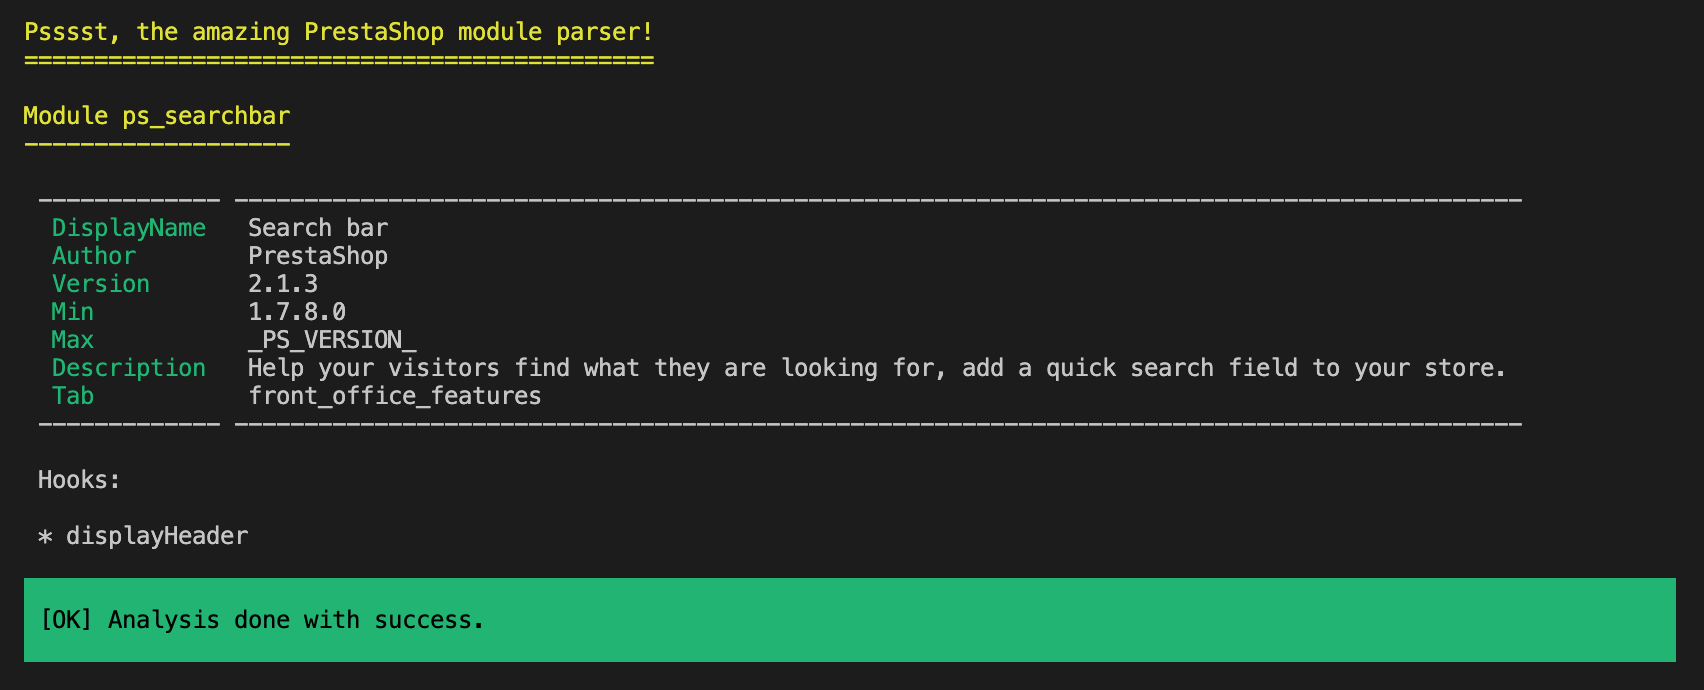 Psssst, the amazing PrestaShop module parser!
=============================================
Module ps_searchbar
-------------------
------------- --------------------------------------------------------------------------------------------
DisplayName Search bar
Author PrestaShop
Version 2.1.3
Min 1.7.8.0
Max _PS_VERSION_
Description Help your visitors find what they are looking for, add a quick search field to your store.
Tab front_office_features
------------- --------------------------------------------------------------------------------------------
Hooks:
* displayHeader
[OK] Analysis done with success.